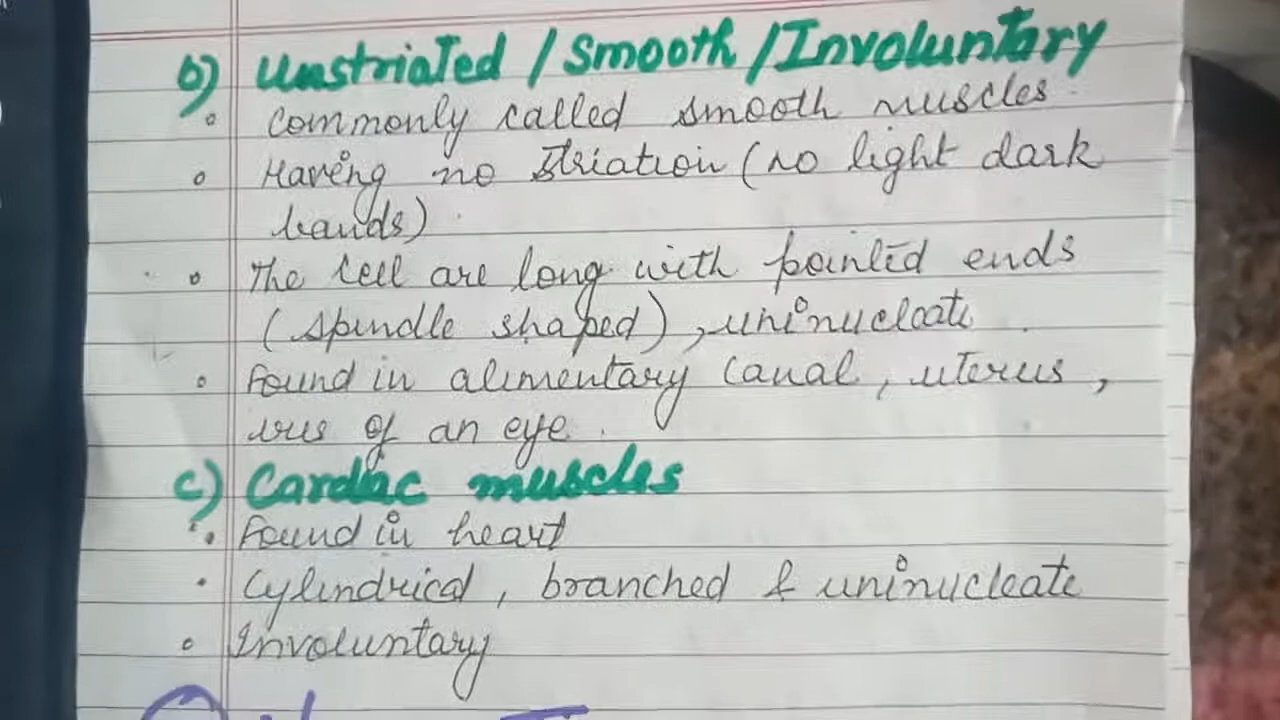 b) Unstriated / Smooth / Involuntary
Commonly called smooth muscles.
Having no striation (no light dark
bands).
The cell are long with pointed ends
(spindle shaped), uninucleate
Found in alimentary canal, uterus,
irus of an eye.
c) Cardiac muscles
Found in heart
Cylindrical, branched & uninucleate
Involuntary